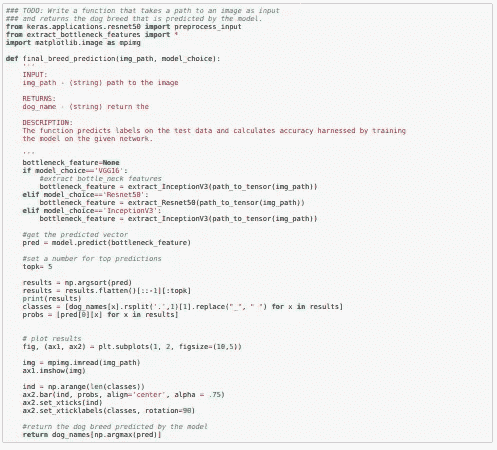 ### TODO: Write a function that takes a path to an image as input
### and returns the dog breed that is predicted by the model.
from keras.applications.resnet50 import preprocess_input
from extract_bottleneck_features import *
import matplotlib.image as mpimg
def final_breed_prediction(img_path, model_choice):
    '''
    INPUT:
    img_path - (string) path to the image
    RETURNS:
    dog_name - (string) return the
    DESCRIPTION:
    The function predicts labels on the test data and calculates accuracy harnessed by training
    the model on the given network.
    '''
    bottleneck_feature=None
    if model_choice=='VGG16':
        #extract bottle_neck features
        bottleneck_feature = extract_InceptionV3(path_to_tensor(img_path))
    elif model_choice=='Resnet50':
        bottleneck_feature = extract_Resnet50(path_to_tensor(img_path))
    elif model_choice=='InceptionV3':
        bottleneck_feature = extract_InceptionV3(path_to_tensor(img_path))
    #get the predicted vector
    pred = model.predict(bottleneck_feature)
    #set a number for top predictions
    topk= 5
    results = np.argsort(pred)
    results = results.flatten()[::-1][:topk]
    print(results)
    classes = [dog_names[x].rsplit('.',1)[1].replace("_", " ") for x in results]
    probs = [pred[0][x] for x in results]
    # plot results
    fig, (ax1, ax2) = plt.subplots(1, 2, figsize=(10,5))
    img = mpimg.imread(img_path)
    ax1.imshow(img)
    ind = np.arange(len(classes))
    ax2.bar(ind, probs, align='center', alpha = .75)
    ax2.set_xticks(ind)
    ax2.set_xticklabels(classes, rotation=90)
    #return the dog breed predicted by the model
    return dog_names[np.argmax(pred)]